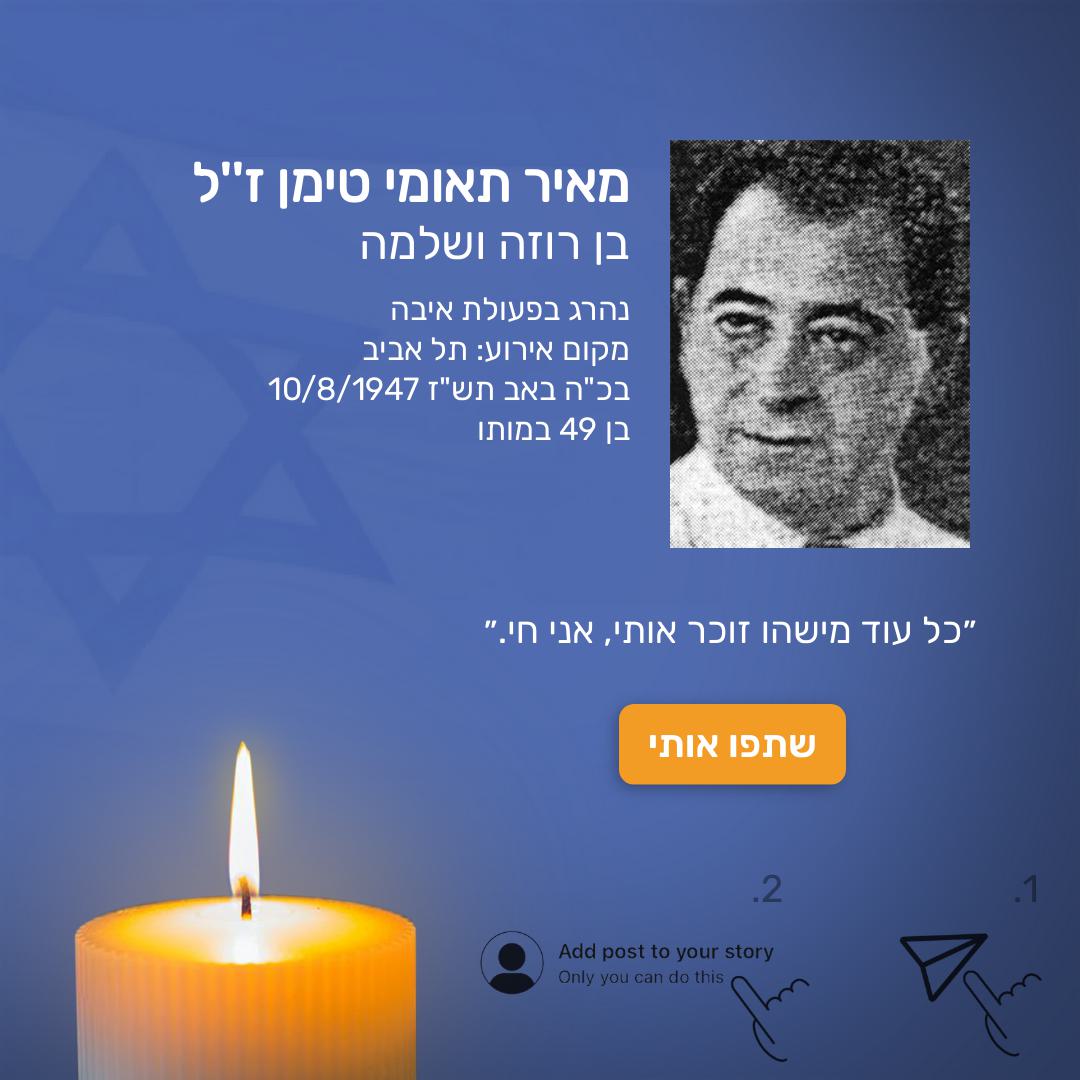 מאיר תאומי טימן ז"ל
בן רוזה ושלמה
נהרג בפעולת איבה
מקום אירוע: תל אביב
בכ"ה באב תש"ז 10/8/1947
בן 49 במותו
״כל עוד מישהו זוכר אותי, אני חי.״
שתפו אותי
1.
2.
Add post to your story
Only you can do this